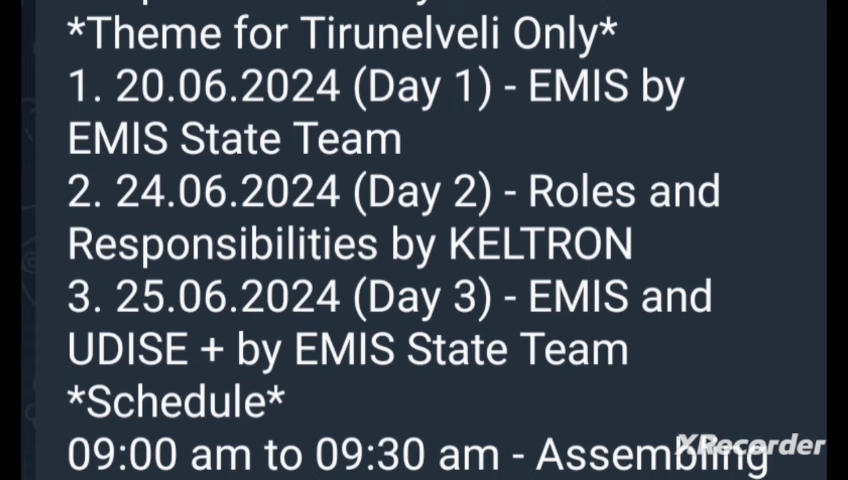 *Theme for Tirunelveli Only*
1. 20.06.2024 (Day 1) - EMIS by
EMIS State Team
2. 24.06.2024 (Day 2) - Roles and
Responsibilities by KELTRON
3. 25.06.2024 (Day 3) - EMIS and
UDISE + by EMIS State Team
*Schedule*
09:00 am to 09:30 am - Assembling
XRecorder